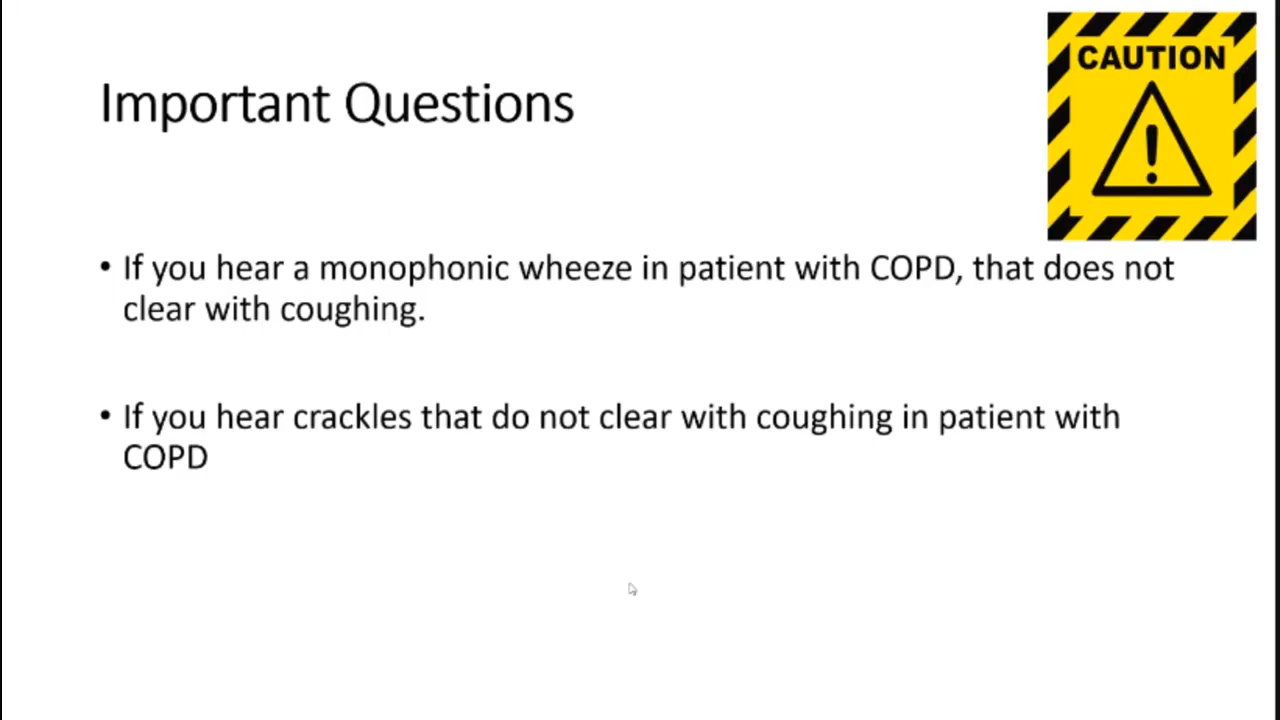 CAUTION
Important Questions
• If you hear a monophonic wheeze in patient with COPD, that does not
clear with coughing.
• If you hear crackles that do not clear with coughing in patient with
COPD